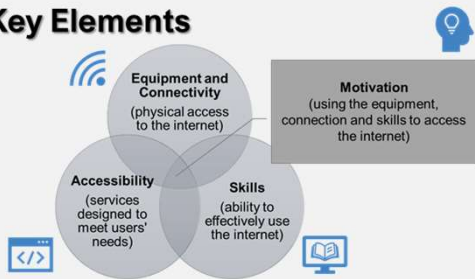 Key Elements
Equipment and
Connectivity
(physical access
to the internet)
Motivation
(using the equipment,
connection and skills to access
the internet)
Accessibility
(services
designed to
meet users'
needs)
Skills
(ability to
effectively use
the internet)
</>